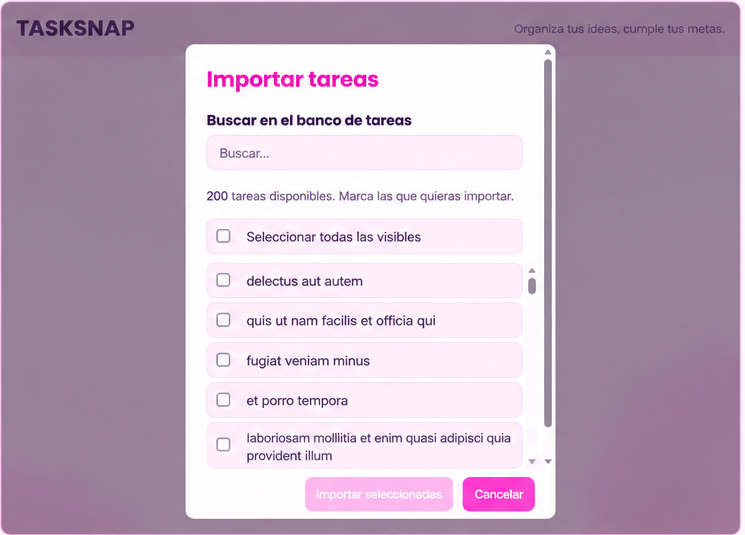 TASKSNAP
Organiza tus ideas, cumple tus metas.
Importar tareas
Buscar en el banco de tareas
Buscar...
200 tareas disponibles. Marca las que quieras importar.
Seleccionar todas las visibles
delectus aut autem
quis ut nam facilis et officia qui
fugiat veniam minus
et porro tempora
laboriosam molllitia et enim quasi adipisci quia
provident illum
Importar seleccionadas
Cancelar